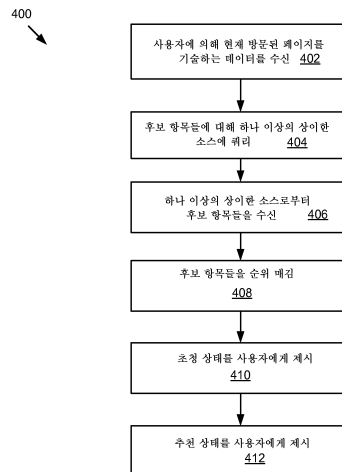 400
사용자에 의해 현재 방문된 페이지를
기술하는 데이터를 수신 402
후보 항목들에 대해 하나 이상의 상이한
소스에 쿼리 404
하나 이상의 상이한 소스로부터
후보 항목들을 수신 406
후보 항목들을 순위 매김
408
초청 상태를 사용자에게 제시
410
추천 상태를 사용자에게 제시
412